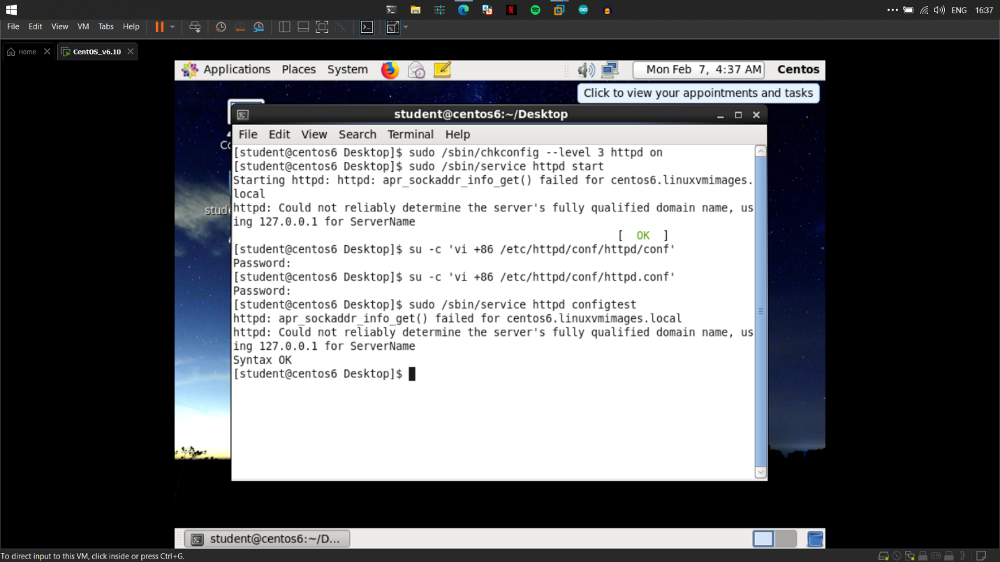 ENG 16:37
File Edit View VM Tabs Help
Home CentOS_v6.10
Applications Places System Mon Feb 7, 4:37 AM Centos
Click to view your appointments and tasks
student@centos6:~/Desktop
File Edit View Search Terminal Help
[student@centos6 Desktop]$ sudo /sbin/chkconfig --level 3 httpd on
[student@centos6 Desktop]$ sudo /sbin/service httpd start
Starting httpd: httpd: apr_sockaddr_info_get() failed for centos6.linuxvmimages.
local
httpd: Could not reliably determine the server's fully qualified domain name, us
ing 127.0.0.1 for ServerName
[ OK ]
[student@centos6 Desktop]$ su -c 'vi +86 /etc/httpd/conf/httpd/conf'
Password:
[student@centos6 Desktop]$ su -c 'vi +86 /etc/httpd/conf/httpd.conf'
Password:
[student@centos6 Desktop]$ sudo /sbin/service httpd configtest
httpd: apr_sockaddr_info_get() failed for centos6.linuxvmimages.local
httpd: Could not reliably determine the server's fully qualified domain name, us
ing 127.0.0.1 for ServerName
Syntax OK
[student@centos6 Desktop]$
student@centos6:~/D...
To direct input to this VM, click inside or press Ctrl+G.